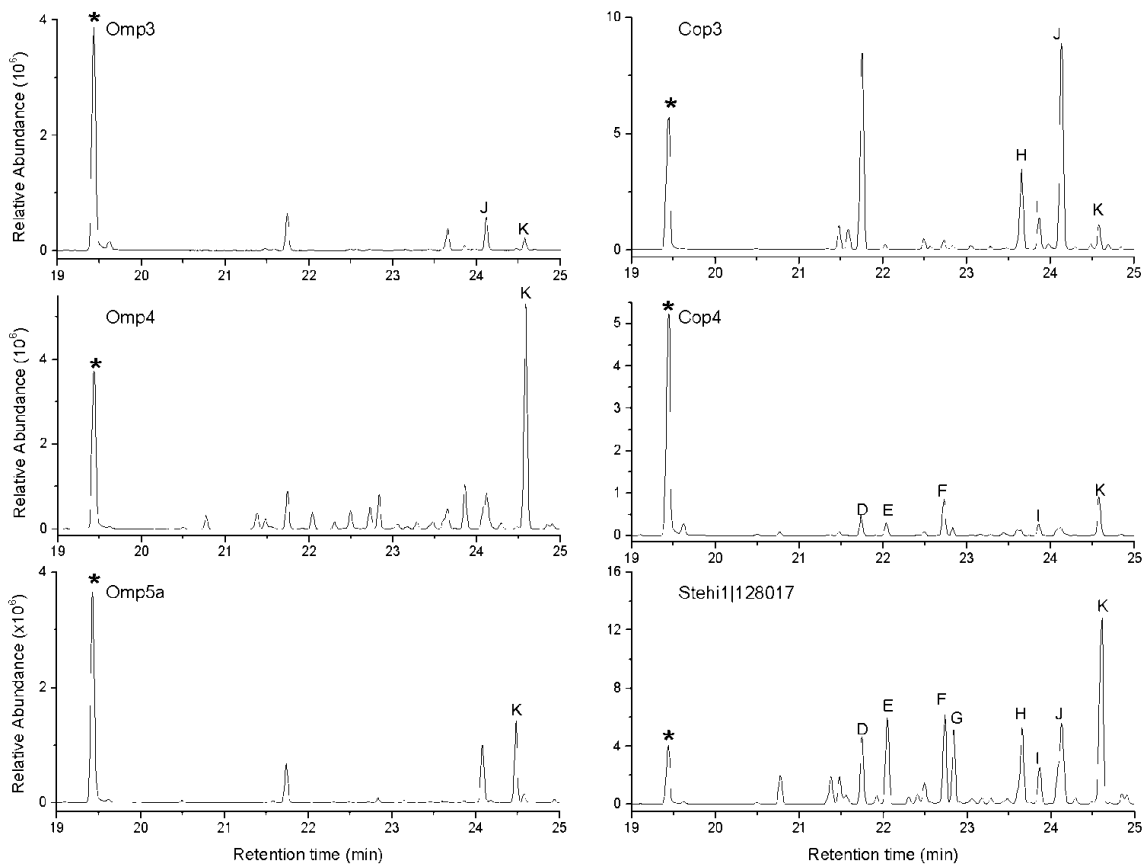 Relative Abundance (10⁶)
4
2
0
*
Omp3
J
K
19 20 21 22 23 24 25
10
5
0
Cop3
*
H
I
J
K
19 20 21 22 23 24 25
Relative Abundance (10⁶)
4
2
0
Omp4
*
K
19 20 21 22 23 24 25
5
4
3
2
1
0
*
Cop4
D
E
F
I
K
19 20 21 22 23 24 25
Relative Abundance (x10⁶)
4
2
0
*
Omp5a
K
19 20 21 22 23 24 25
Retention time (min)
16
12
8
4
0
Stehi1|128017
*
D
E
F
G
H
I
J
K
19 20 21 22 23 24 25
Retention time (min)